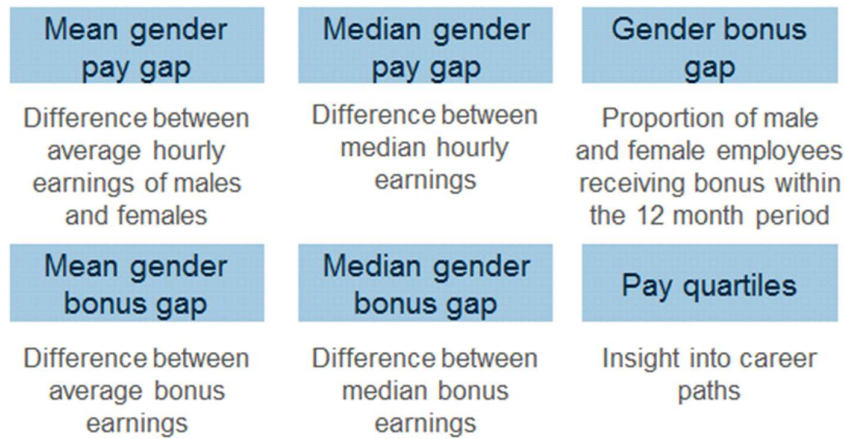 Mean gender
pay gap
Difference between
average hourly
earnings of males
and females
Median gender
pay gap
Difference between
median hourly
earnings
Gender bonus
gap
Proportion of male
and female employees
receiving bonus within
the 12 month period
Mean gender
bonus gap
Difference between
average bonus
earnings
Median gender
bonus gap
Difference between
median bonus
earnings
Pay quartiles
Insight into career
paths